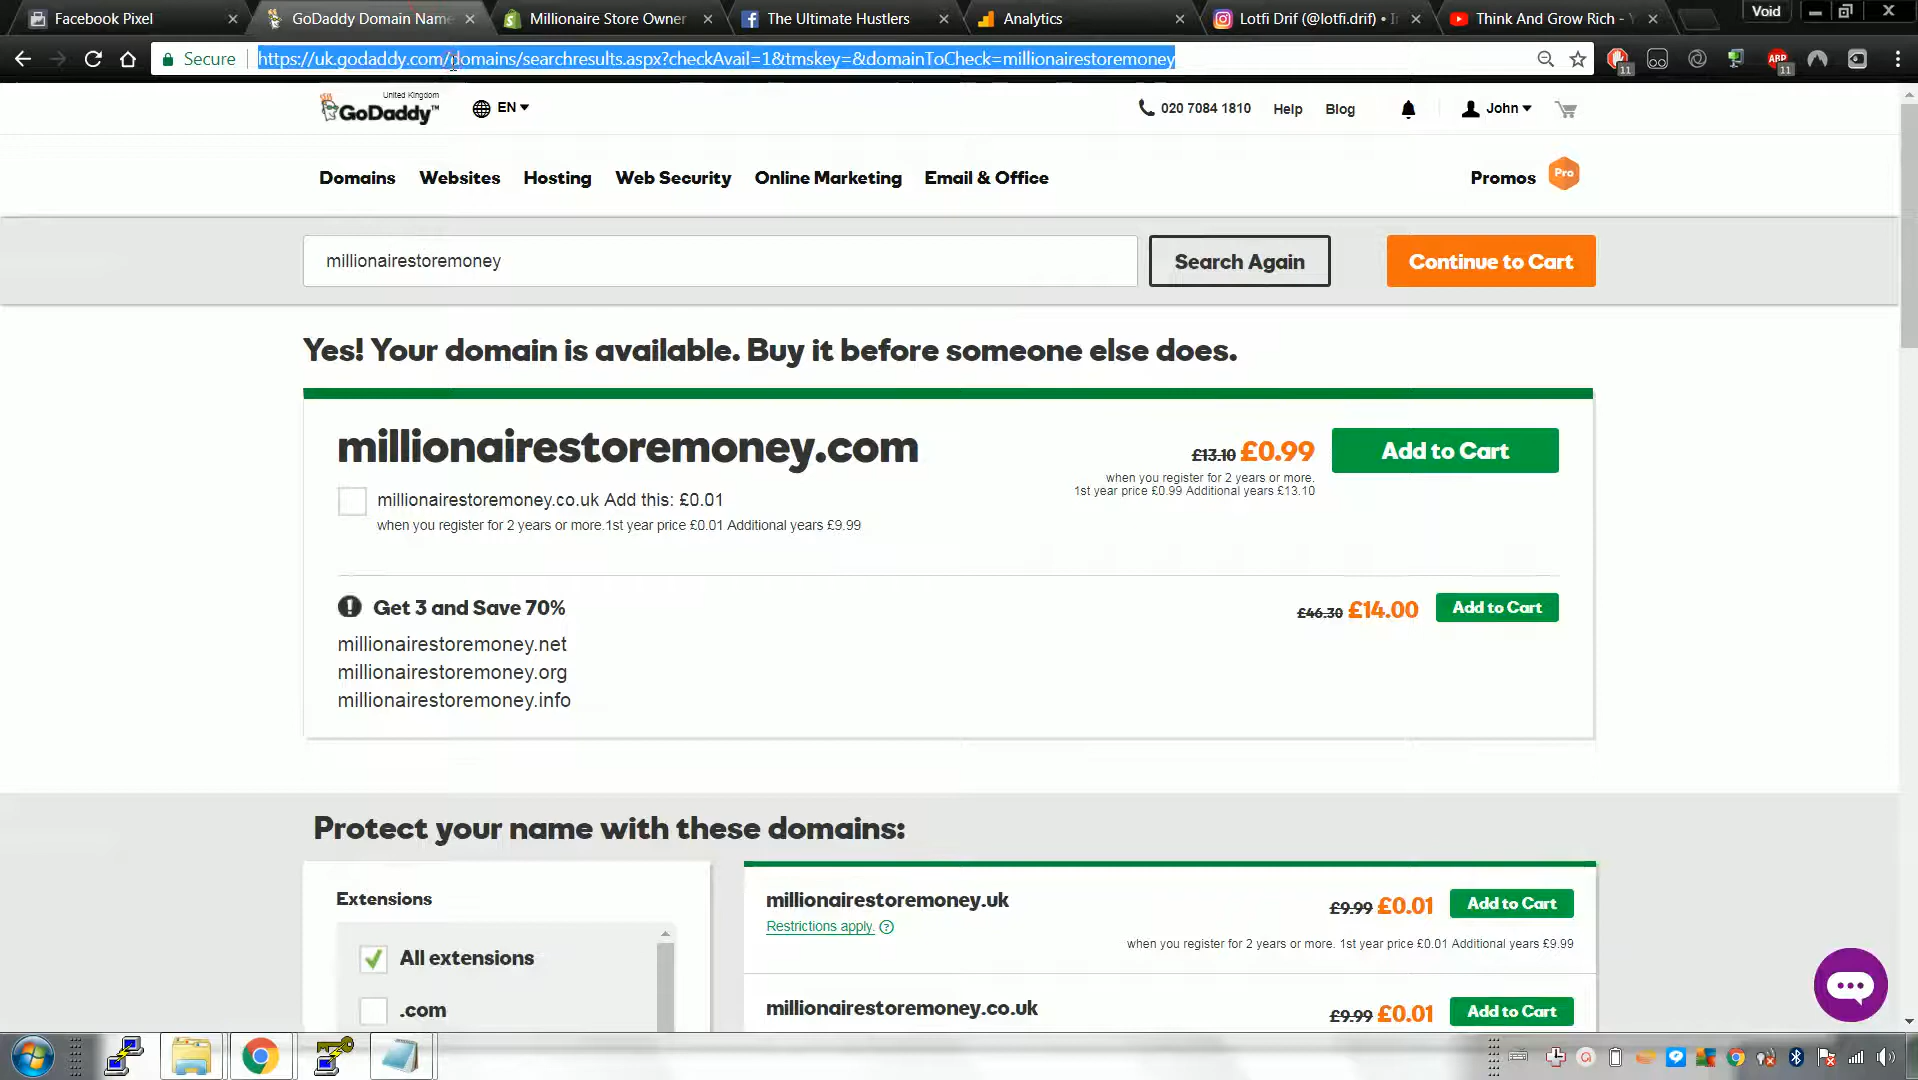 Facebook Pixel
GoDaddy Domain Name
Millionaire Store Owner
The Ultimate Hustlers
Analytics
Lotfi Drif (@lotfi.drif) • I
Think And Grow Rich - Y
Void
Secure
https://uk.godaddy.com/domains/searchresults.aspx?checkAvail=1&tmskey=&domainToCheck=millionairestoremoney
11
ABP
11
United Kingdom
GoDaddy™
EN
020 7084 1810
Help
Blog
John
Domains
Websites
Hosting
Web Security
Online Marketing
Email & Office
Promos
Pro
millionairestoremoney
Search Again
Continue to Cart
Yes! Your domain is available. Buy it before someone else does.
millionairestoremoney.com
£13.10 £0.99
Add to Cart
when you register for 2 years or more.
1st year price £0.99 Additional years £13.10
millionairestoremoney.co.uk Add this: £0.01
when you register for 2 years or more.1st year price £0.01 Additional years £9.99
Get 3 and Save 70%
£46.30 £14.00
Add to Cart
millionairestoremoney.net
millionairestoremoney.org
millionairestoremoney.info
Protect your name with these domains:
Extensions
All extensions
.com
millionairestoremoney.uk
£9.99 £0.01
Add to Cart
Restrictions apply.
when you register for 2 years or more. 1st year price £0.01 Additional years £9.99
millionairestoremoney.co.uk
£9.99 £0.01
Add to Cart